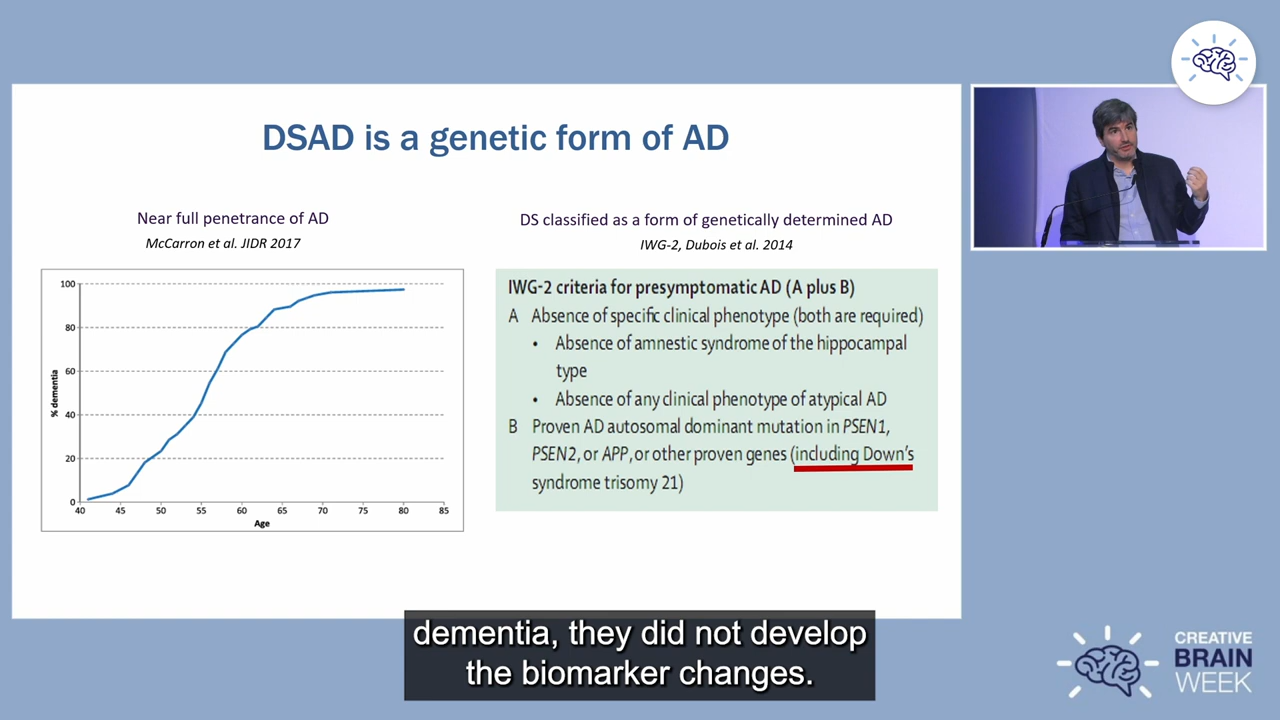 DSAD is a genetic form of AD
Near full penetrance of AD
McCarron et al. JIDR 2017
100
80
60
40
20
0
% dementia
40 45 50 55 60 65 70 75 80 85
Age
DS classified as a form of genetically determined AD
IWG-2, Dubois et al. 2014
IWG-2 criteria for presymptomatic AD (A plus B)
A Absence of specific clinical phenotype (both are required)
• Absence of amnestic syndrome of the hippocampal
type
• Absence of any clinical phenotype of atypical AD
B Proven AD autosomal dominant mutation in PSEN1,
PSEN2, or APP, or other proven genes (including Down's
syndrome trisomy 21)
dementia, they did not develop
the biomarker changes.
CREATIVE
BRAIN
WEEK